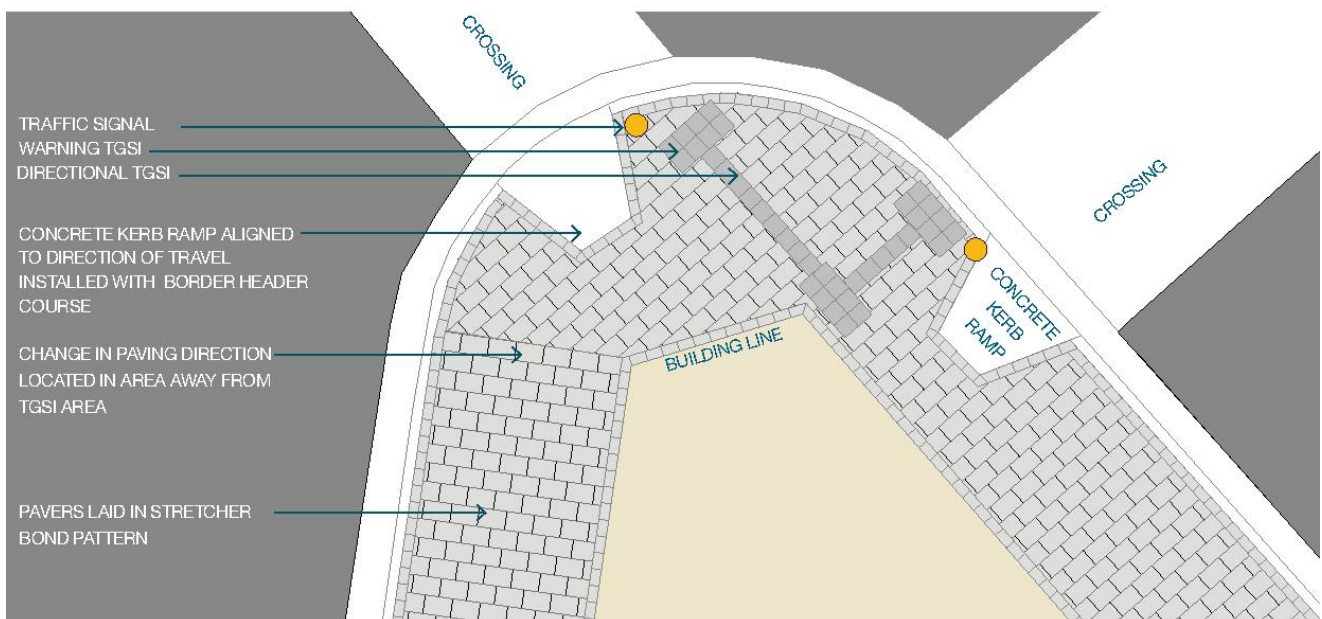 CROSSING
TRAFFIC SIGNAL
WARNING TGSI
DIRECTIONAL TGSI
CROSSING
CONCRETE KERB RAMP ALIGNED
TO DIRECTION OF TRAVEL
INSTALLED WITH BORDER HEADER
COURSE
CONCRETE
KERB
RAMP
CHANGE IN PAVING DIRECTION
LOCATED IN AREA AWAY FROM
TGSI AREA
BUILDING LINE
PAVERS LAID IN STRETCHER
BOND PATTERN